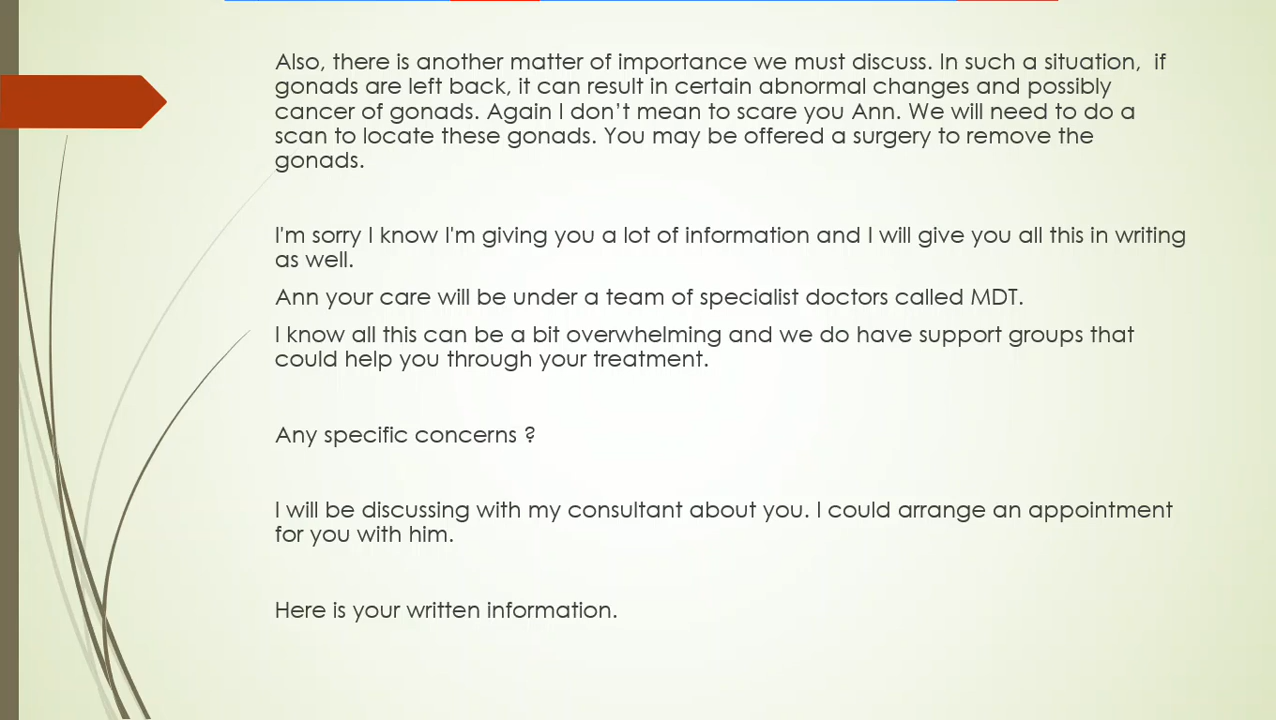 Also, there is another matter of importance we must discuss. In such a situation,  if
gonads are left back, it can result in certain abnormal changes and possibly
cancer of gonads. Again I don’t mean to scare you Ann. We will need to do a
scan to locate these gonads. You may be offered a surgery to remove the
gonads.
I'm sorry I know I'm giving you a lot of information and I will give you all this in writing
as well.
Ann your care will be under a team of specialist doctors called MDT.
I know all this can be a bit overwhelming and we do have support groups that
could help you through your treatment.
Any specific concerns ?
I will be discussing with my consultant about you. I could arrange an appointment
for you with him.
Here is your written information.